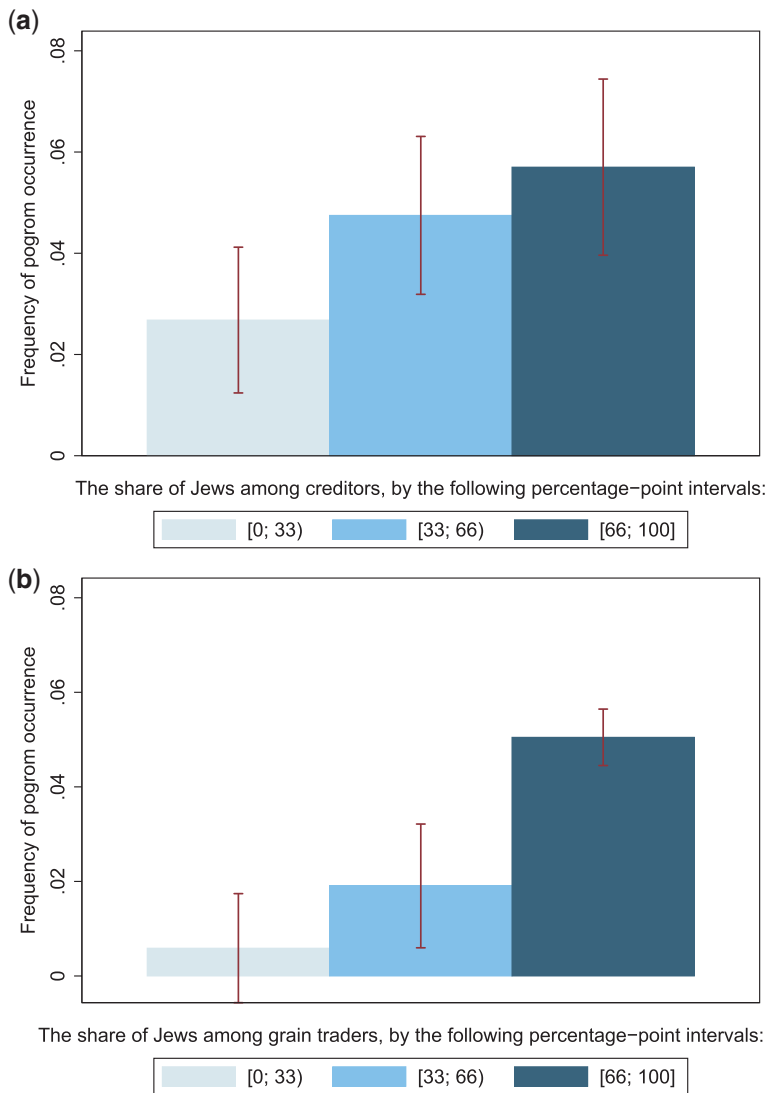 (a)
.08
.06
.04
.02
0
Frequency of pogrom occurrence
The share of Jews among creditors, by the following percentage−point intervals:
[0; 33) [33; 66) [66; 100]
(b)
.08
.06
.04
.02
0
Frequency of pogrom occurrence
The share of Jews among grain traders, by the following percentage−point intervals:
[0; 33) [33; 66) [66; 100]